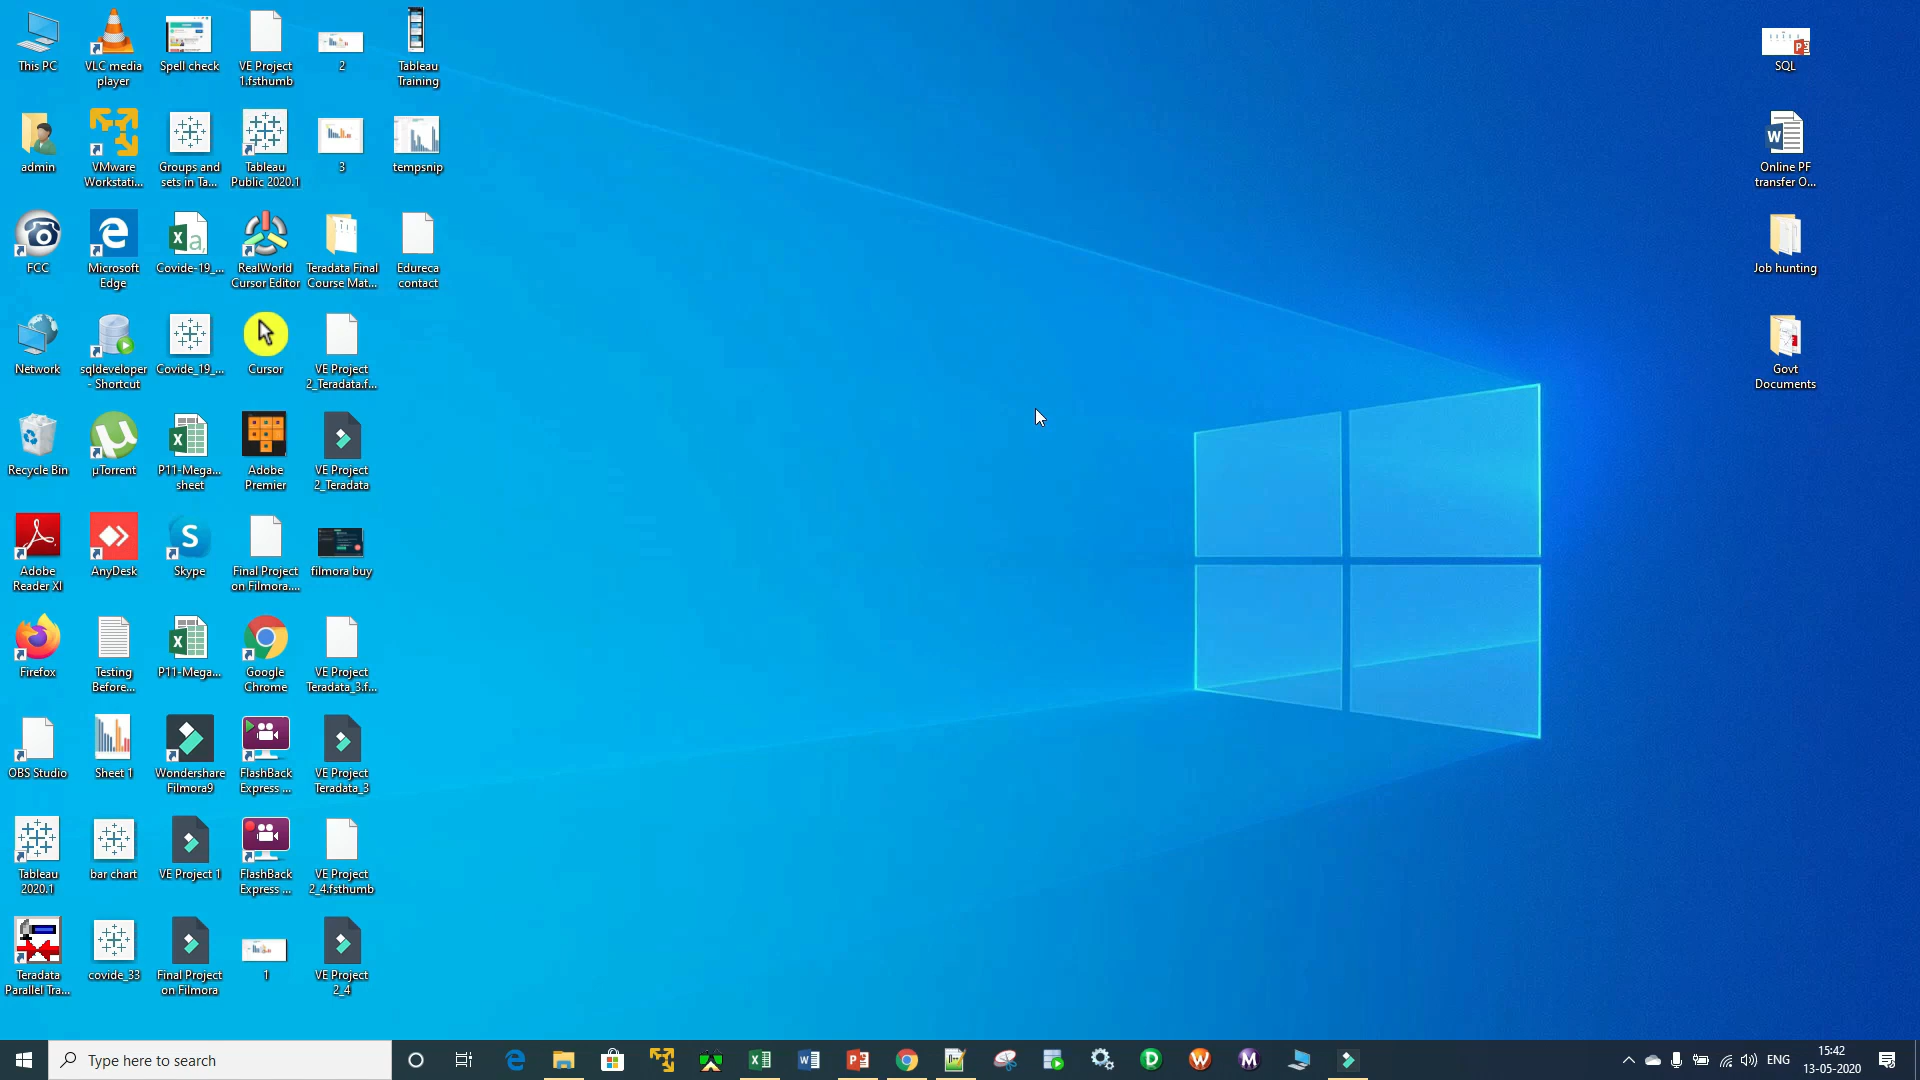 This PC
VLC media
player
Spell check
VE Project
1.fsthumb
2
Tableau
Training
SQL
admin
VMware
Workstati...
Groups and
sets in Ta...
Tableau
Public 2020.1
3
tempsnip
Online PF
transfer O...
FCC
Microsoft
Edge
Covide-19_...
RealWorld
Cursor Editor
Teradata Final
Course Mat...
Edureca
contact
Job hunting
Network
sqldeveloper
- Shortcut
Covide_19_...
Cursor
VE Project
2_Teradata.f...
Govt
Documents
Recycle Bin
µTorrent
P11-Mega...
sheet
Adobe
Premier
VE Project
2_Teradata
Adobe
Reader XI
AnyDesk
Skype
Final Project
on Filmora....
filmora buy
Firefox
Testing
Before...
P11-Mega...
Google
Chrome
VE Project
Teradata_3.f...
OBS Studio
Sheet 1
Wondershare
Filmora9
FlashBack
Express ...
VE Project
Teradata_3
Tableau
2020.1
bar chart
VE Project 1
FlashBack
Express ...
VE Project
2_4.fsthumb
Teradata
Parallel Tra...
covide_33
Final Project
on Filmora
1
VE Project
2_4
Type here to search
ENG
15:42
13-05-2020